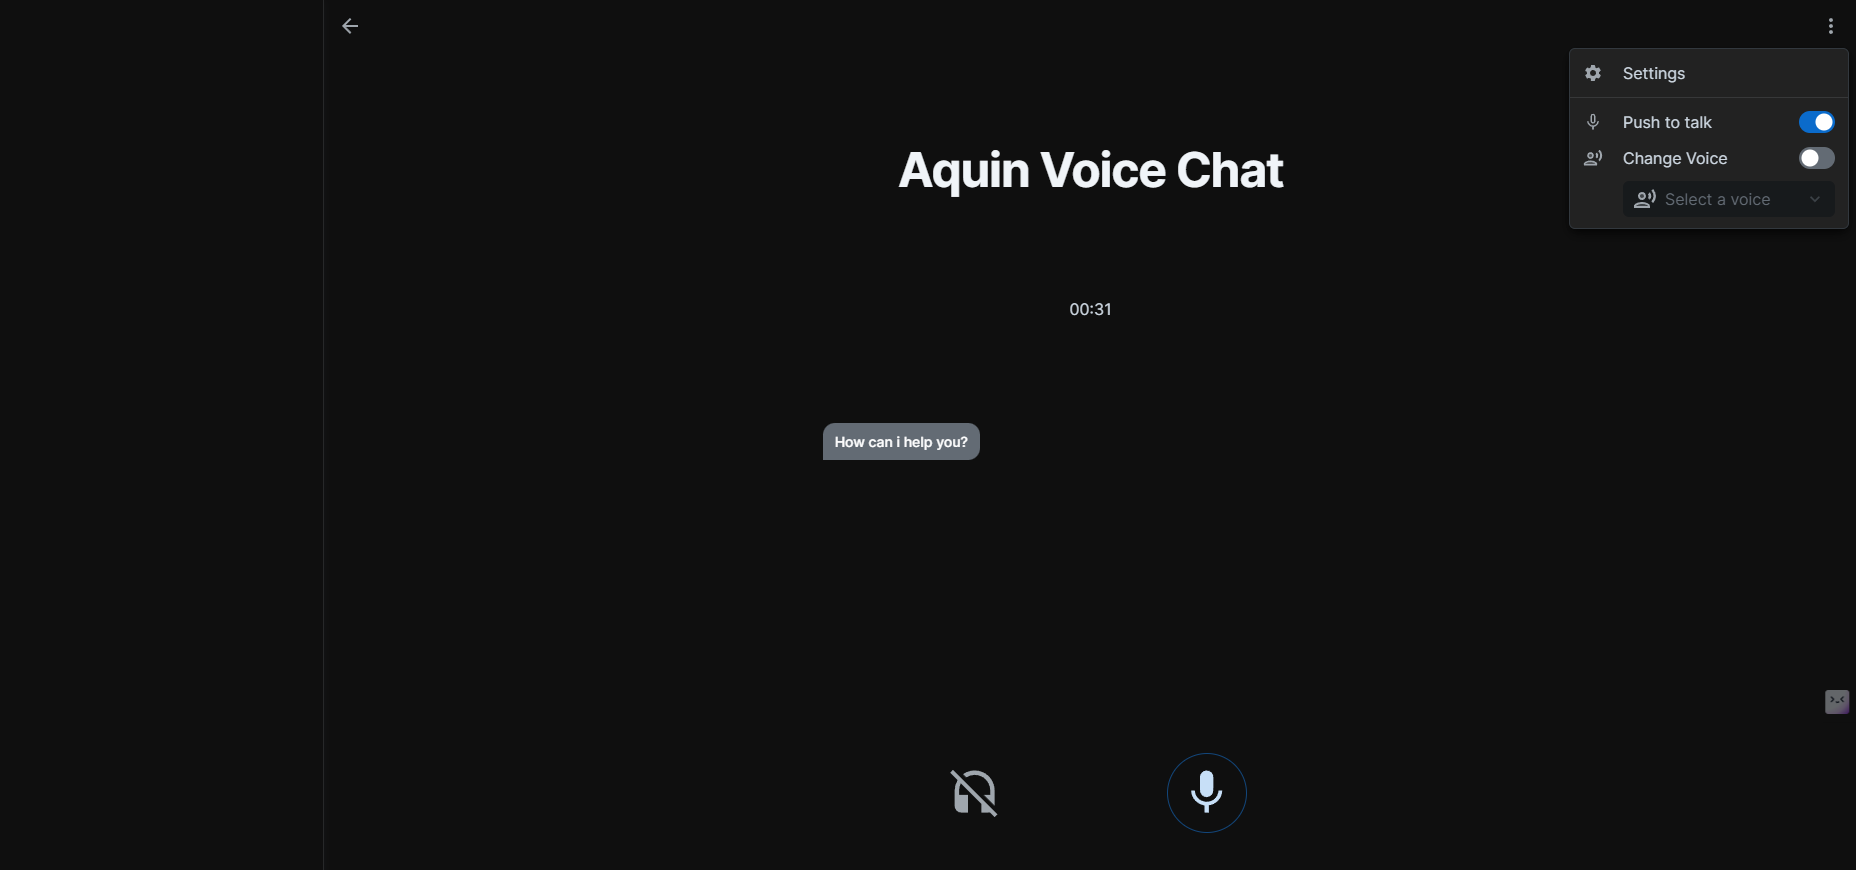 Settings
Push to talk
Change Voice
Select a voice
Aquin Voice Chat
00:31
How can i help you?